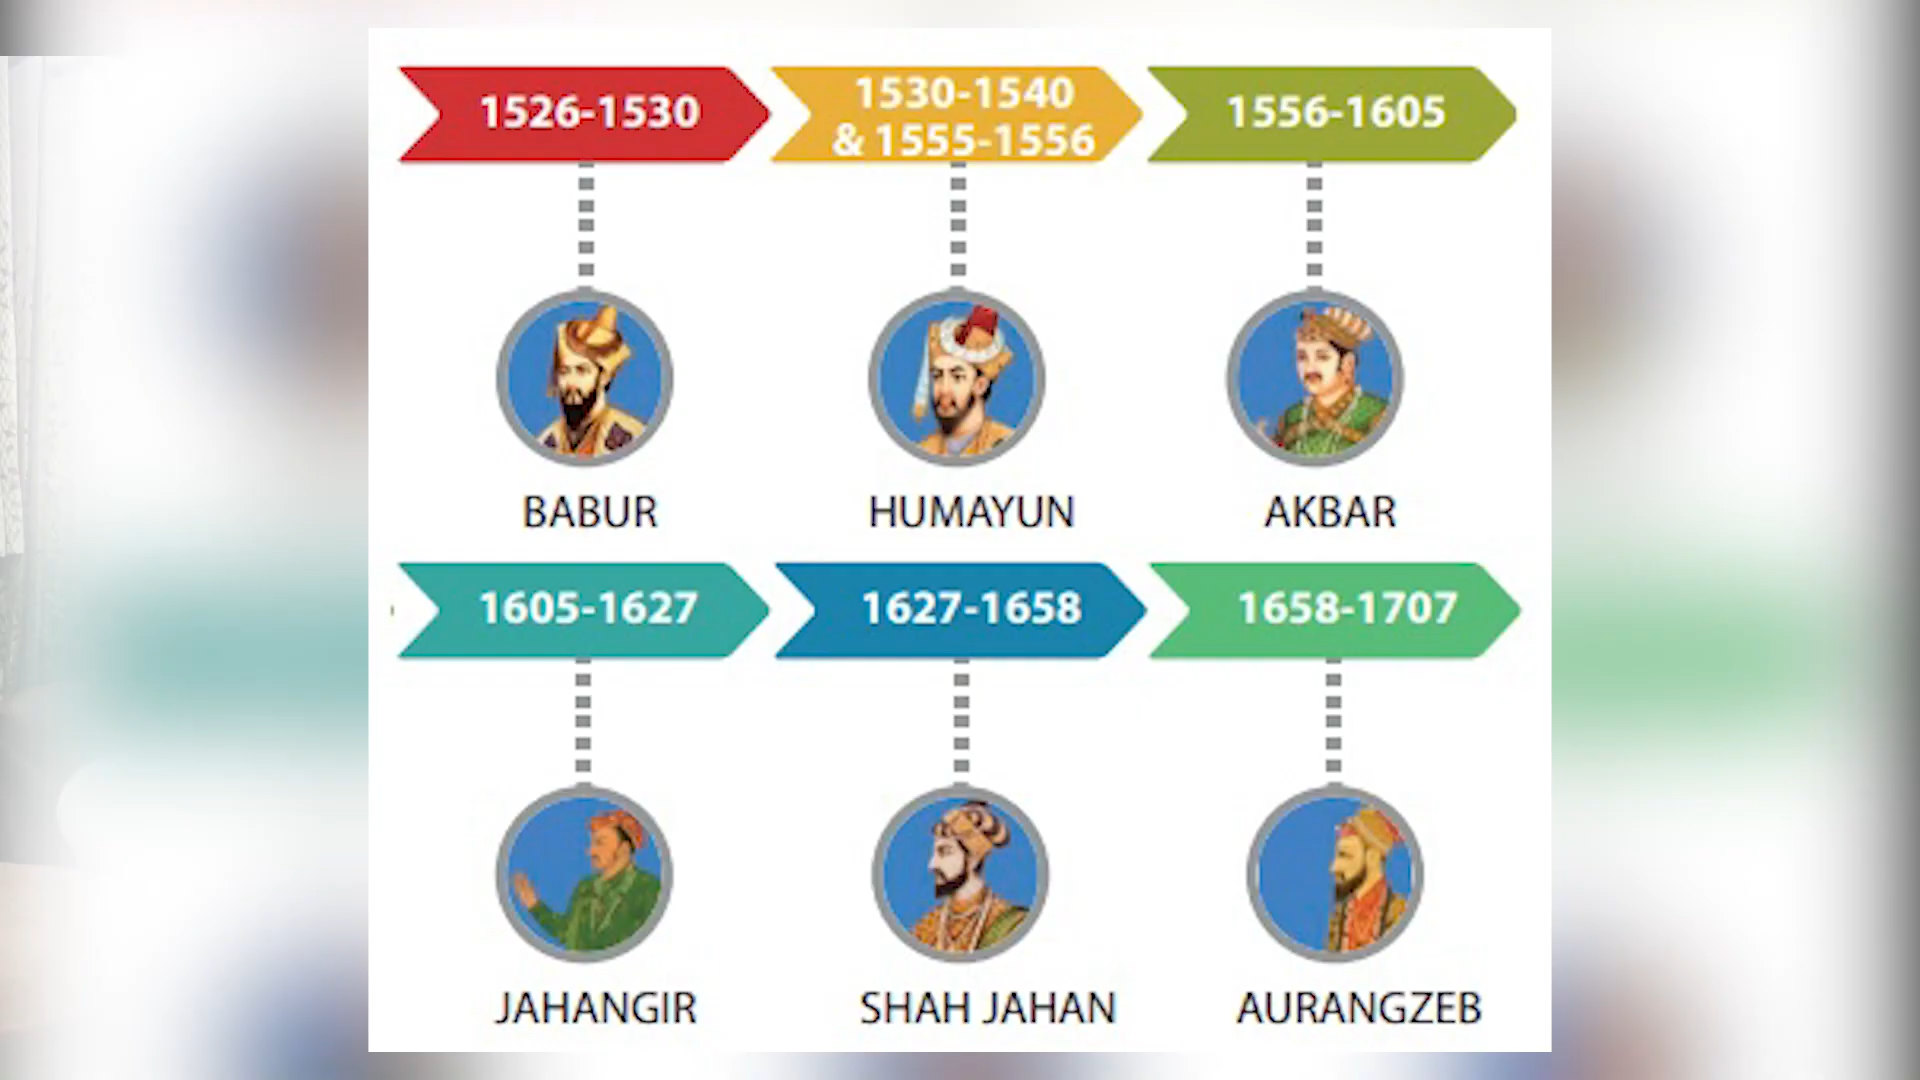 1526-1530
1530-1540
& 1555-1556
1556-1605
BABUR
HUMAYUN
AKBAR
1605-1627
1627-1658
1658-1707
JAHANGIR
SHAH JAHAN
AURANGZEB